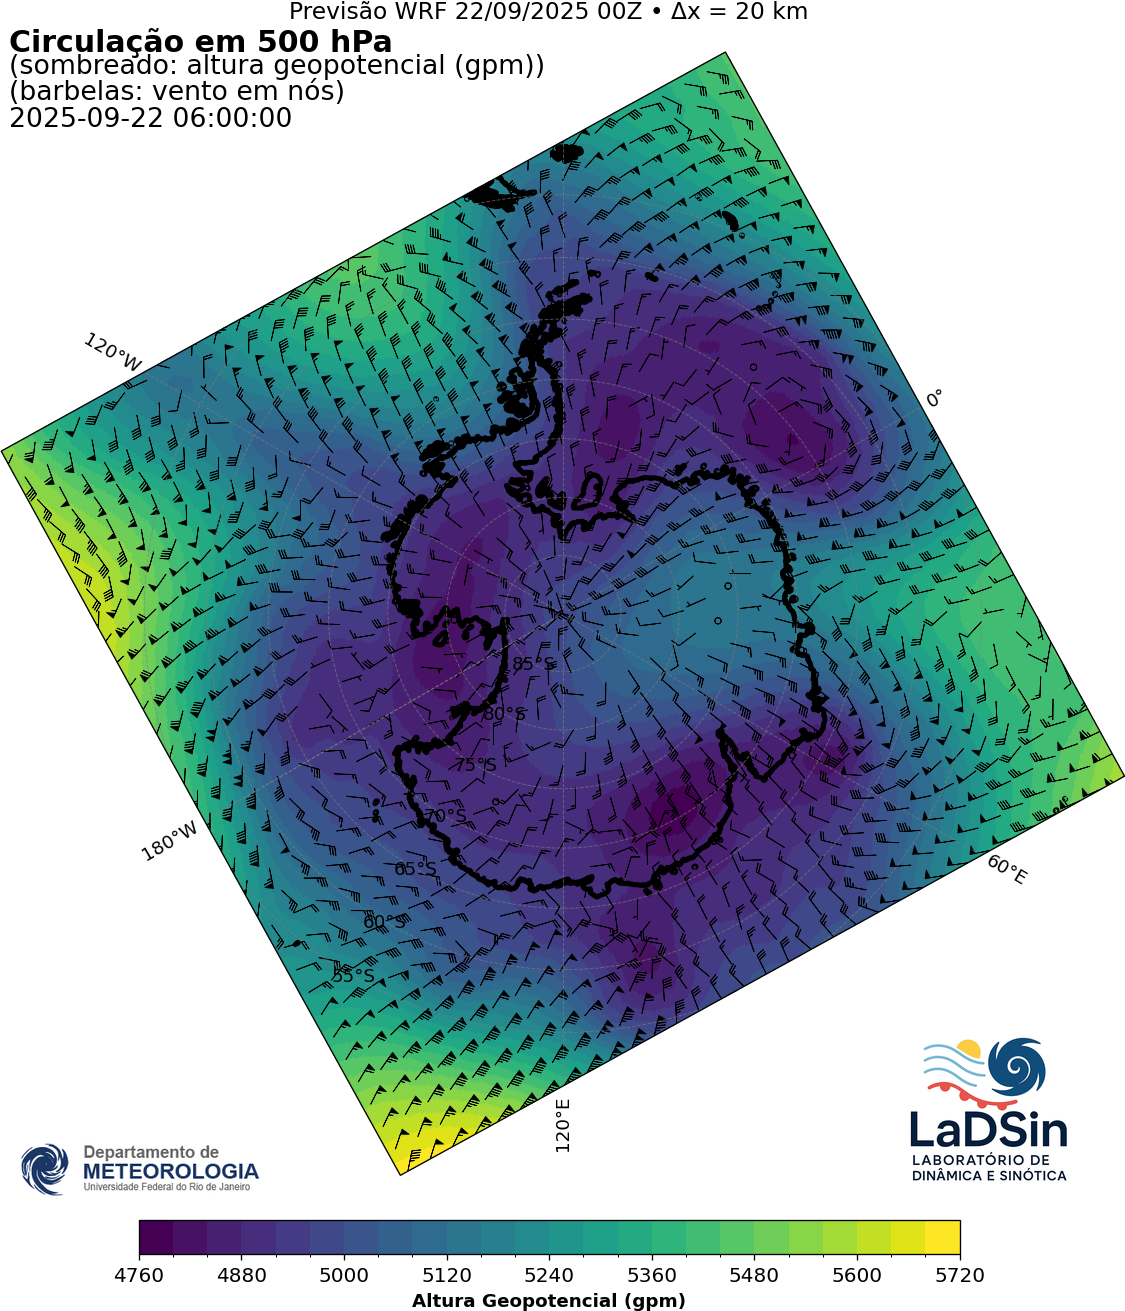 Previsão WRF 22/09/2025 00Z • Δx = 20 km
Circulação em 500 hPa
(sombreado: altura geopotencial (gpm))
(barbelas: vento em nós)
2025-09-22 06:00:00
120°W
0°
85°S
80°S
75°S
70°S
65°S
60°S
55°S
180°W
60°E
120°E
LaDSin
LABORATÓRIO DE
DINÂMICA E SINÓTICA
Departamento de
METEOROLOGIA
Universidade Federal do Rio de Janeiro
4760 4880 5000 5120 5240 5360 5480 5600 5720
Altura Geopotencial (gpm)